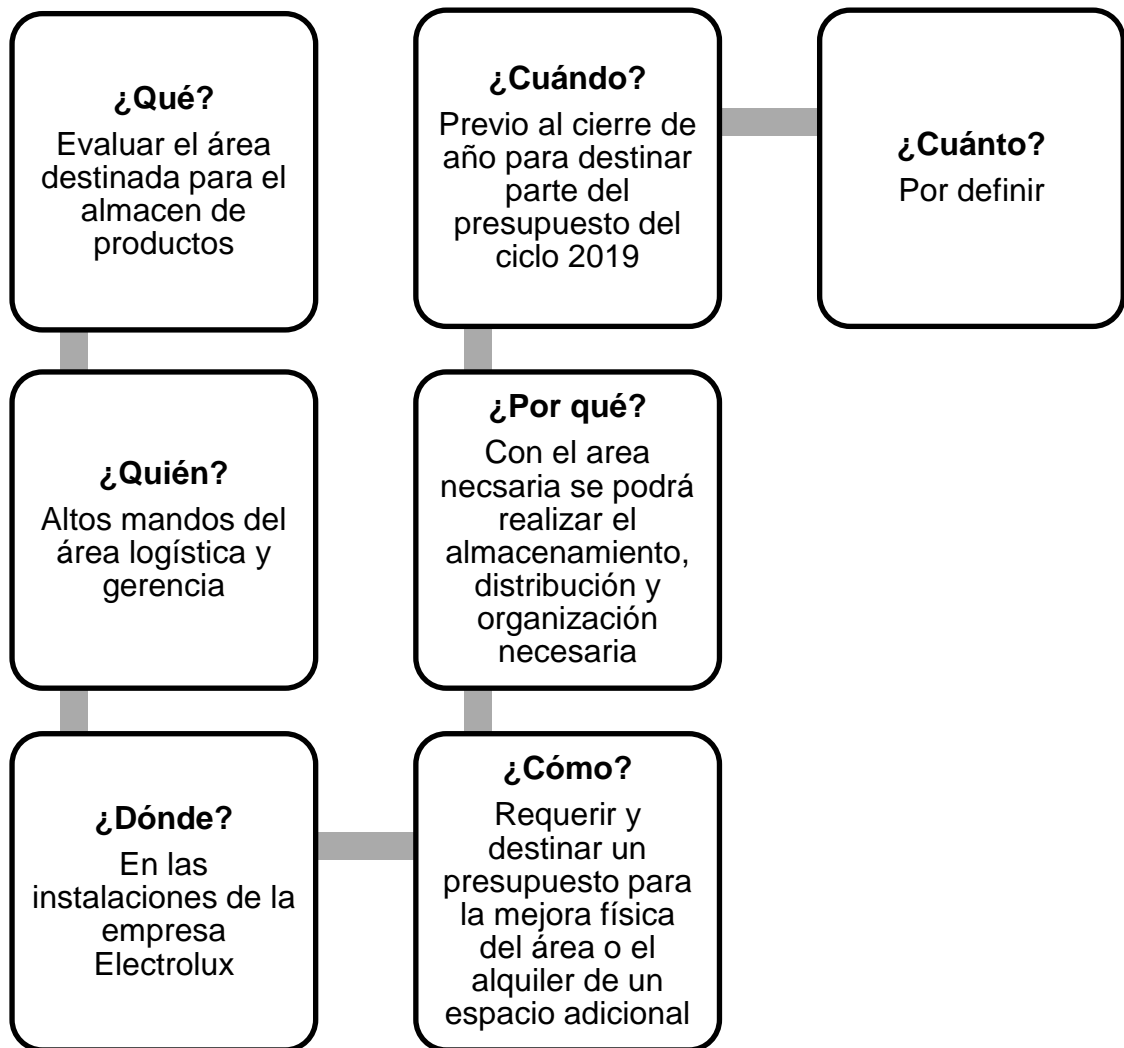 ¿Qué?
Evaluar el área
destinada para el
almacen de
productos
¿Quién?
Altos mandos del
área logística y
gerencia
¿Dónde?
En las
instalaciones de la
empresa
Electrolux
¿Cómo?
Requerir y
destinar un
presupuesto para
la mejora física
del área o el
alquiler de un
espacio adicional
¿Por qué?
Con el area
necsaria se podrá
realizar el
almacenamiento,
distribución y
organización
necesaria
¿Cuándo?
Previo al cierre de
año para destinar
parte del
presupuesto del
ciclo 2019
¿Cuánto?
Por definir